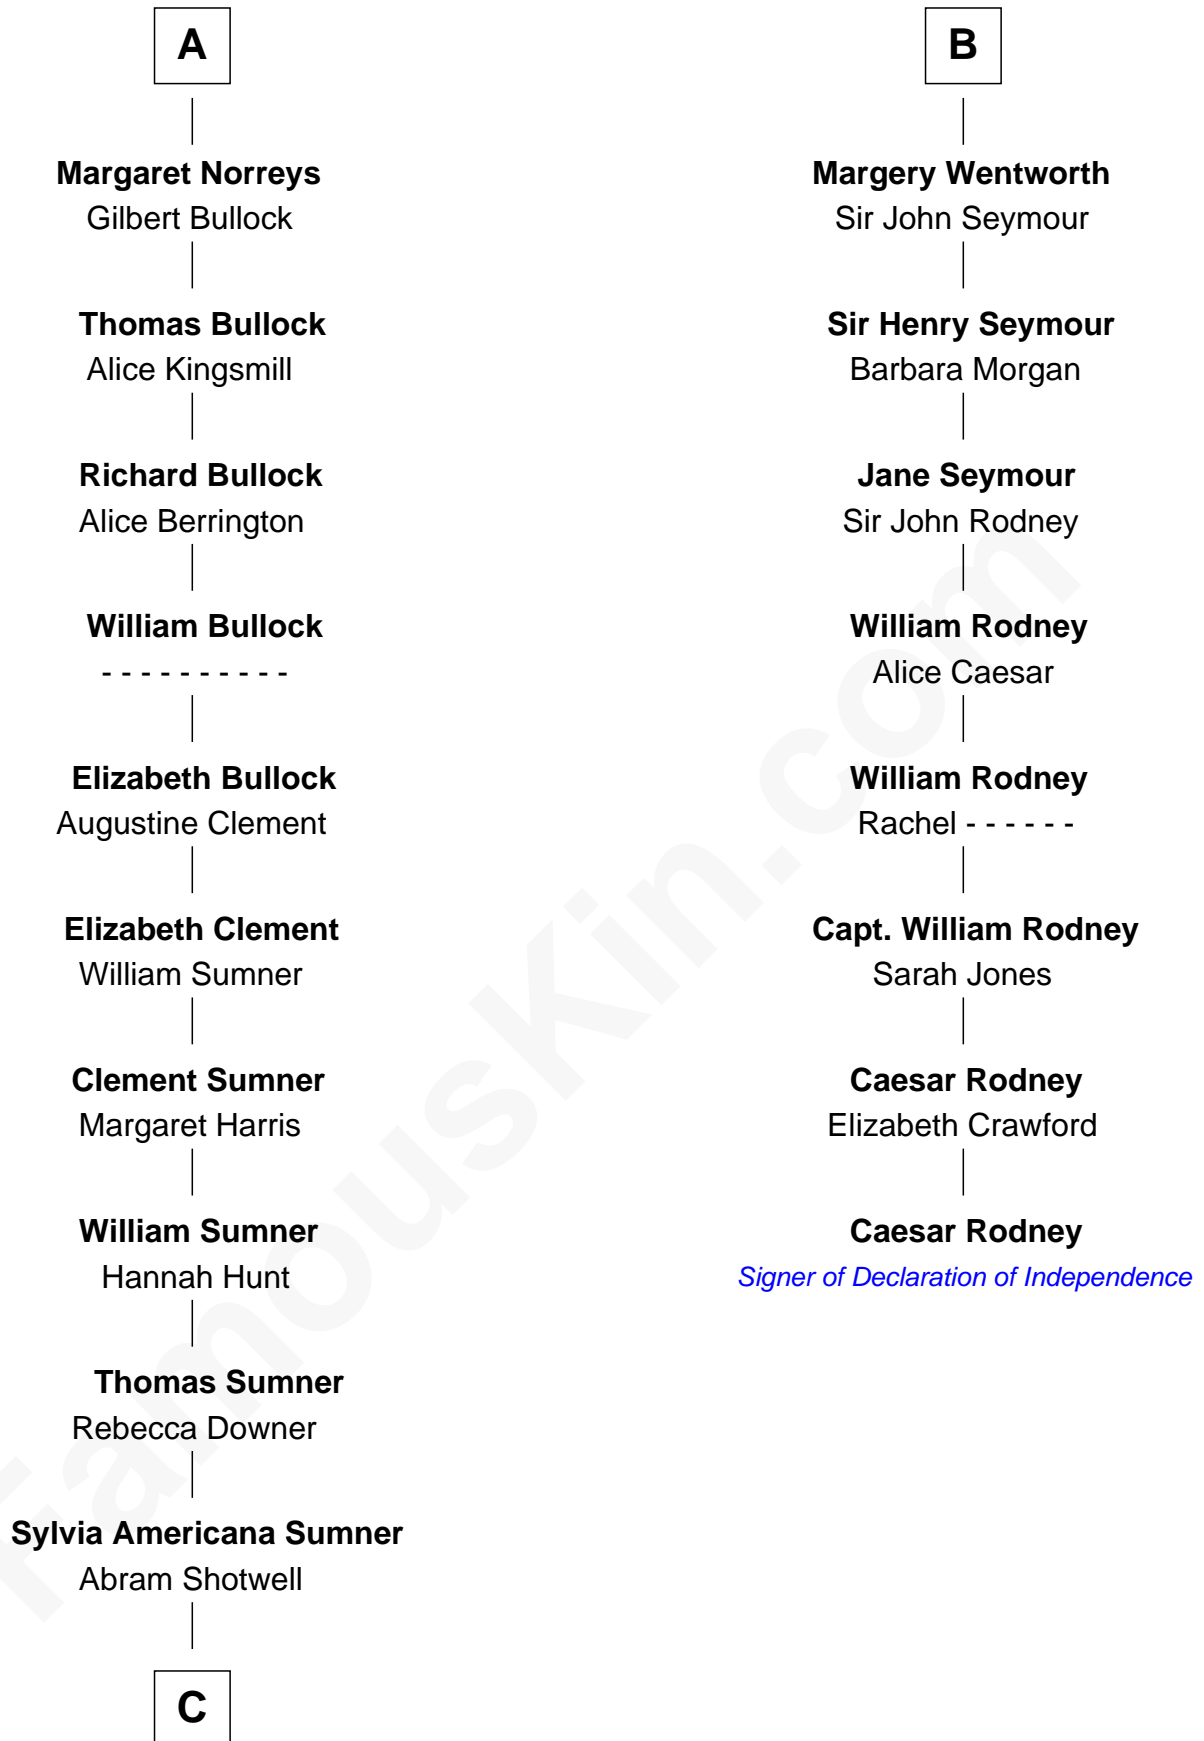 A
Margaret Norreys
Gilbert Bullock
Thomas Bullock
Alice Kingsmill
Richard Bullock
Alice Berrington
William Bullock
- - - - - - - - - -
Elizabeth Bullock
Augustine Clement
Elizabeth Clement
William Sumner
Clement Sumner
Margaret Harris
William Sumner
Hannah Hunt
Thomas Sumner
Rebecca Downer
Sylvia Americana Sumner
Abram Shotwell
C
B
Margery Wentworth
Sir John Seymour
Sir Henry Seymour
Barbara Morgan
Jane Seymour
Sir John Rodney
William Rodney
Alice Caesar
William Rodney
Rachel - - - - - -
Capt. William Rodney
Sarah Jones
Caesar Rodney
Elizabeth Crawford
Caesar Rodney
Signer of Declaration of Independence
FamousKin.com